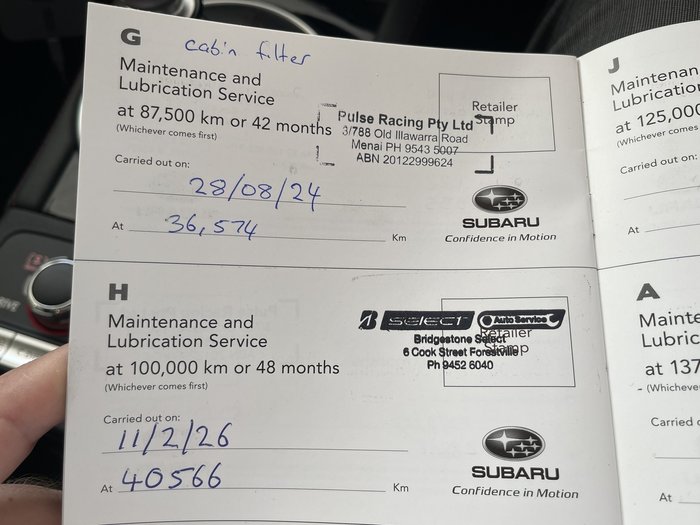 G
cabin filter
Maintenance and
Lubrication Service
at 87,500 km or 42 months
(Whichever comes first)
Retailer
Stamp
Pulse Racing Pty Ltd
3/788 Old Illawarra Road
Menai PH 9543 5007
ABN 20122999624
Carried out on:
28/08/24
At 36,574 Km
SUBARU
Confidence in Motion
H
Maintenance and
Lubrication Service
at 100,000 km or 48 months
(Whichever comes first)
SELECT Auto Service
Retailer
Stamp
Bridgestone Select
6 Cook Street Forestville
Ph 9452 6040
Carried out on:
11/2/26
At 40566 Km
SUBARU
Confidence in Motion
J
Maintenan
Lubrication
at 125,000
(Whichever comes
Carried out on:
At
A
Mainte
Lubric
at 137
(Whicheve
Carried o
At